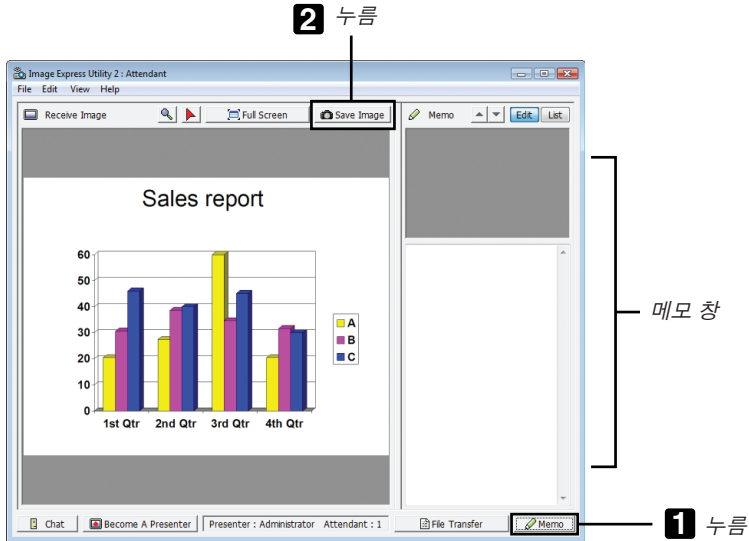 2 누름
Image Express Utility 2 : Attendant
File Edit View Help
Receive Image Full Screen Save Image Memo Edit List
Sales report
60
50
40
30
20
10
0
A
B
C
1st Qtr 2nd Qtr 3rd Qtr 4th Qtr
메모 창
Chat Become A Presenter Presenter : Administrator Attendant : 1 File Transfer Memo
1 누름